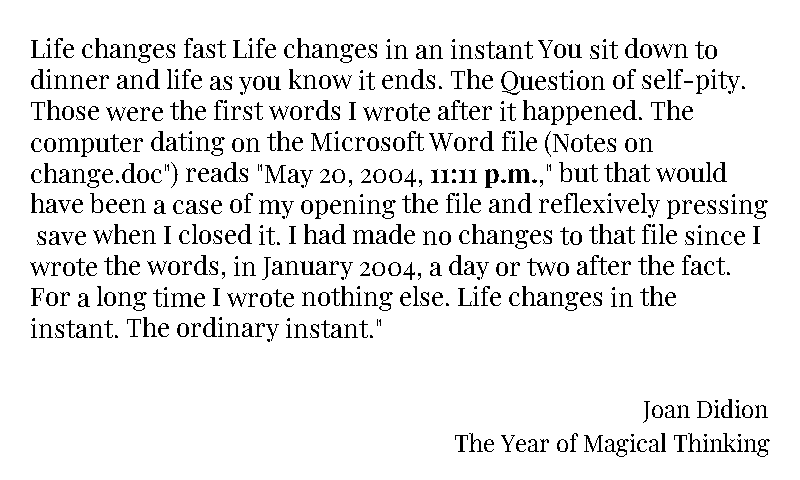 Life changes fast Life changes in an instant You sit down to
dinner and life as you know it ends. The Question of self-pity.
Those were the first words I wrote after it happened. The
computer dating on the Microsoft Word file (Notes on
change.doc") reads "May 20, 2004, 11:11 p.m.," but that would
have been a case of my opening the file and reflexively pressing
save when I closed it. I had made no changes to that file since I
wrote the words, in January 2004, a day or two after the fact.
For a long time I wrote nothing else. Life changes in the
instant. The ordinary instant."
Joan Didion
The Year of Magical Thinking